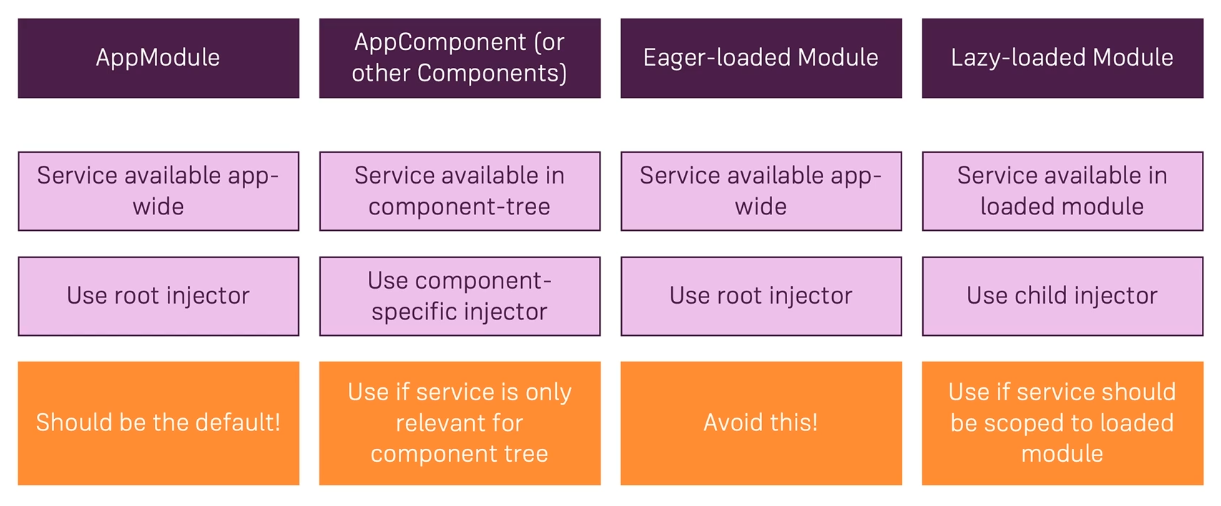 AppModule
AppComponent (or
other Components)
Eager-loaded Module
Lazy-loaded Module
Service available app-
wide
Service available in
component-tree
Service available app-
wide
Service available in
loaded module
Use root injector
Use component-
specific injector
Use root injector
Use child injector
Should be the default!
Use if service is only
relevant for
component tree
Avoid this!
Use if service should
be scoped to loaded
module